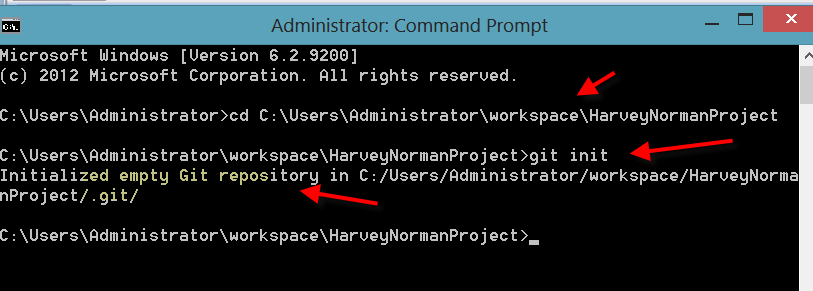 Administrator: Command Prompt
Microsoft Windows [Version 6.2.9200]
(c) 2012 Microsoft Corporation. All rights reserved.
C:\Users\Administrator>cd C:\Users\Administrator\workspace\HarveyNormanProject
C:\Users\Administrator\workspace\HarveyNormanProject>git init
Initialized empty Git repository in C:/Users/Administrator/workspace/HarveyNorma
nProject/.git/
C:\Users\Administrator\workspace\HarveyNormanProject>_